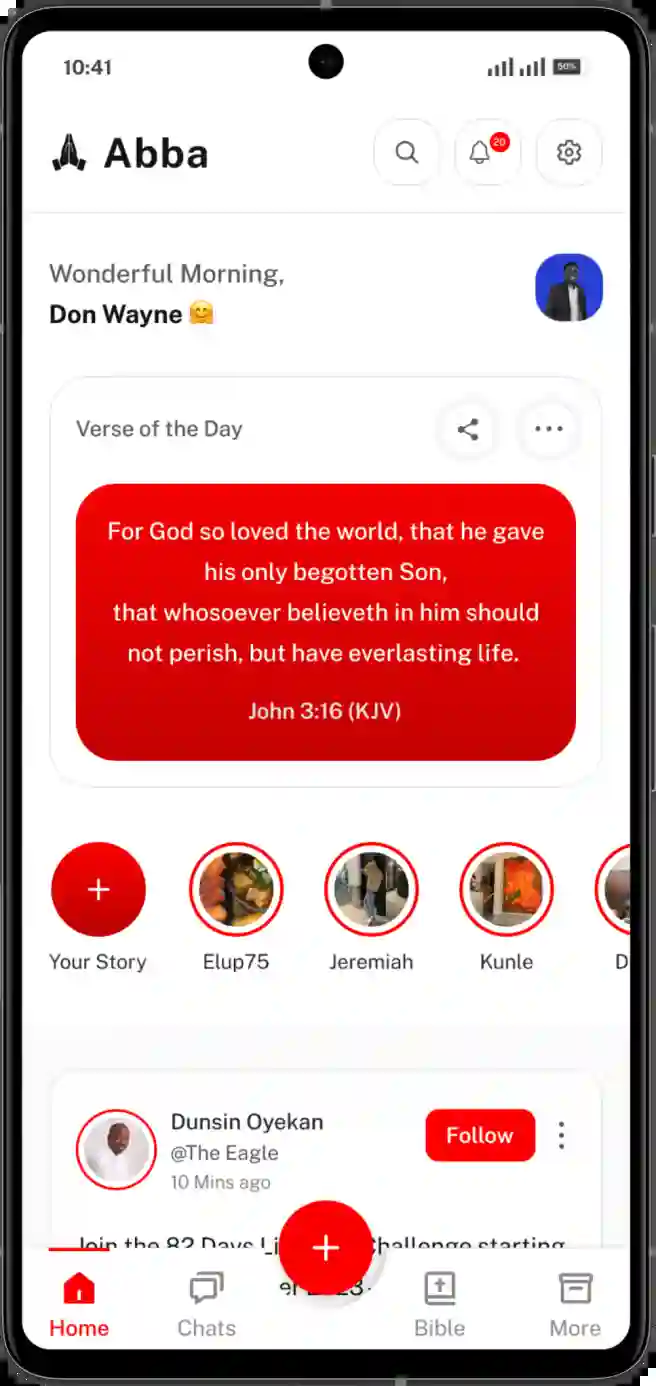 10:41
50%
Abba
20
Wonderful Morning,
Don Wayne 🤗
Verse of the Day
For God so loved the world, that he gave
his only begotten Son,
that whosoever believeth in him should
not perish, but have everlasting life.
John 3:16 (KJV)
Your Story
Elup75
Jeremiah
Kunle
D
Dunsin Oyekan
@The Eagle
10 Mins ago
Follow
Join the 82 Days Li Challenge starting
Home
Chats
Bible
More